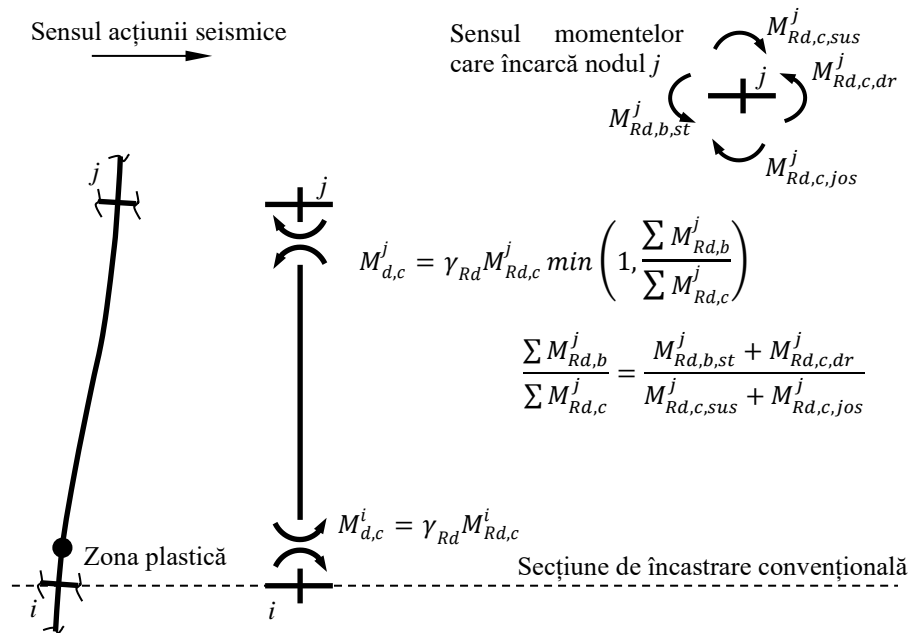 Sensul acțiunii seismice
Sensul momentelor
care încarcă nodul j
M^j_{Rd,c,sus}
j
M^j_{Rd,c,dr}
M^j_{Rd,b,st}
M^j_{Rd,c,jos}
j
j
M^j_{d,c} = γ_{Rd} M^j_{Rd,c} min (1, ∑ M^j_{Rd,b} / ∑ M^j_{Rd,c})
∑ M^j_{Rd,b} / ∑ M^j_{Rd,c} = (M^j_{Rd,b,st} + M^j_{Rd,c,dr}) / (M^j_{Rd,c,sus} + M^j_{Rd,c,jos})
M^i_{d,c} = γ_{Rd} M^i_{Rd,c}
Zona plastică
Secțiune de încastrare convențională
i
i